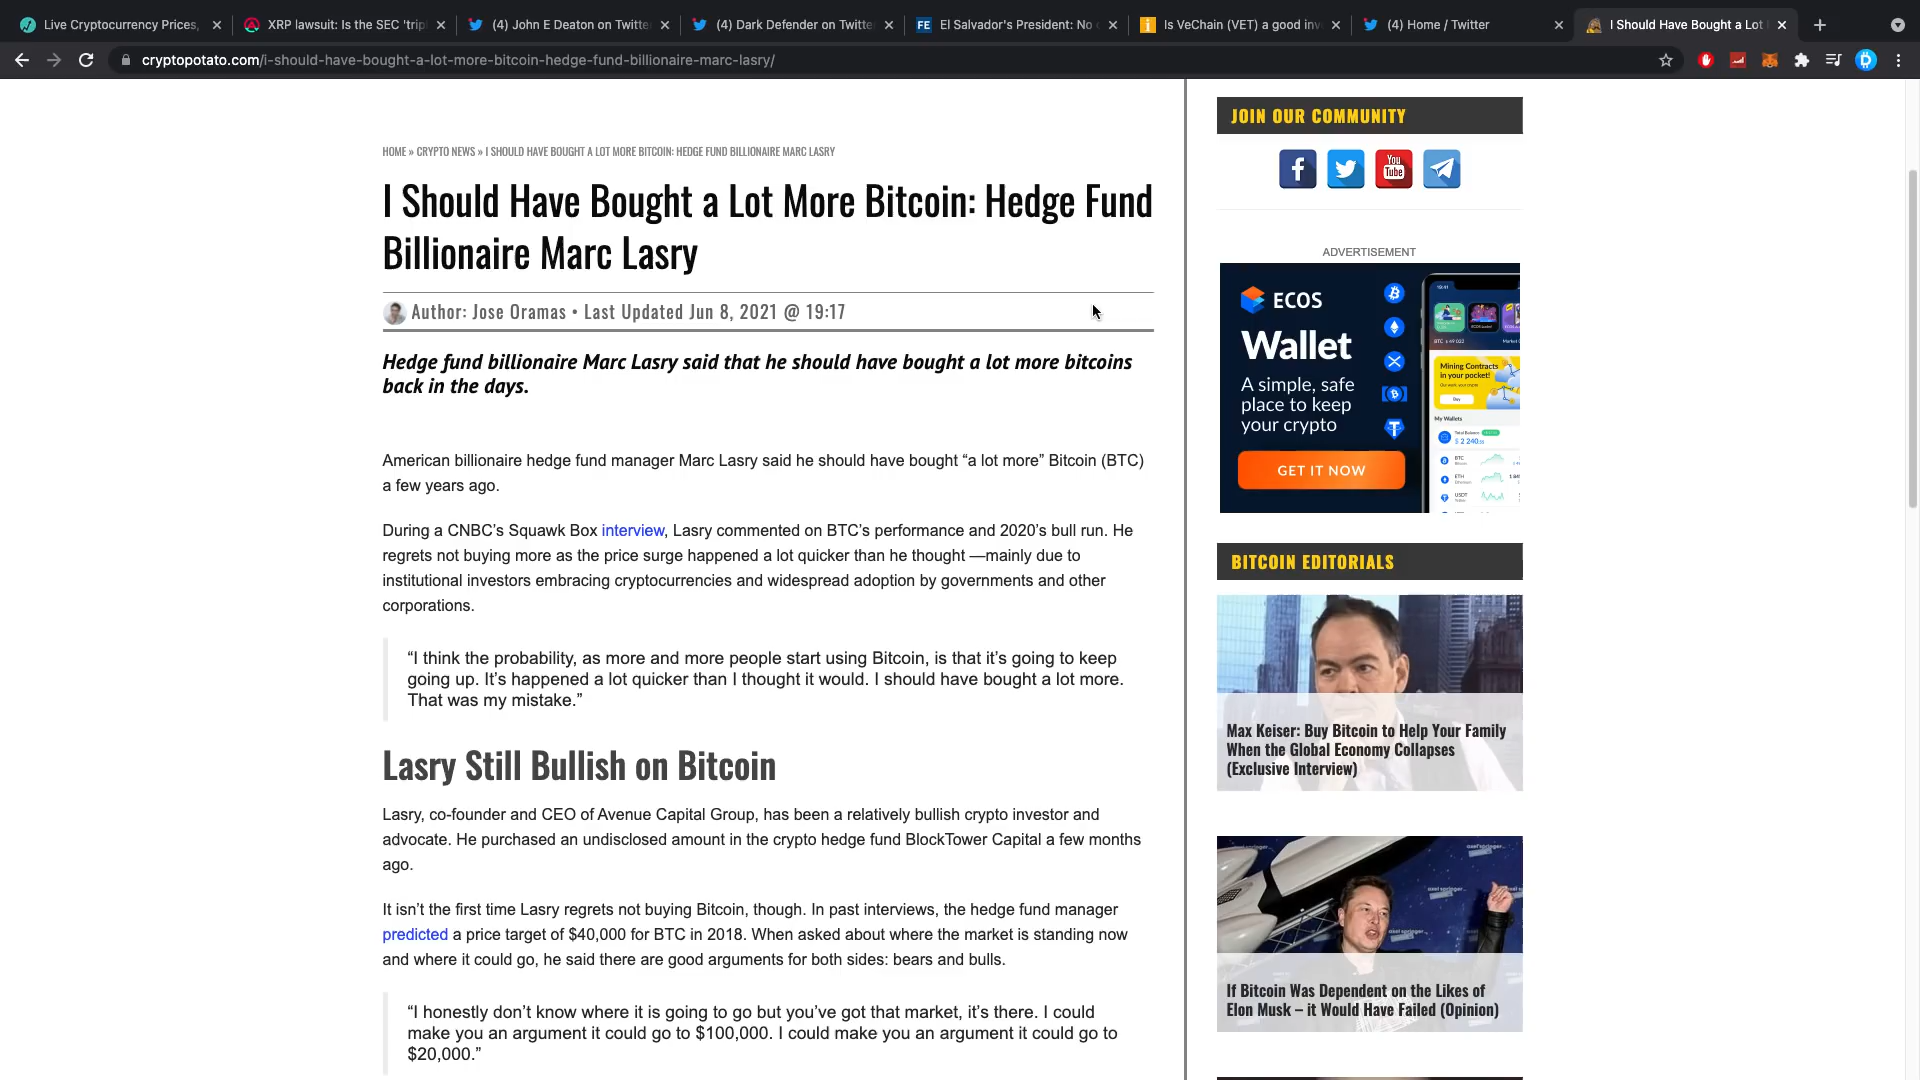 Live Cryptocurrency Prices,
XRP lawsuit: Is the SEC 'trip
(4) John E Deaton on Twitte
(4) Dark Defender on Twitte
El Salvador's President: No
Is VeChain (VET) a good inv
(4) Home / Twitter
I Should Have Bought a Lot
cryptopotato.com/i-should-have-bought-a-lot-more-bitcoin-hedge-fund-billionaire-marc-lasry/
HOME » CRYPTO NEWS » I SHOULD HAVE BOUGHT A LOT MORE BITCOIN: HEDGE FUND BILLIONAIRE MARC LASRY
I Should Have Bought a Lot More Bitcoin: Hedge Fund
Billionaire Marc Lasry
Author: Jose Oramas • Last Updated Jun 8, 2021 @ 19:17
Hedge fund billionaire Marc Lasry said that he should have bought a lot more bitcoins
back in the days.
American billionaire hedge fund manager Marc Lasry said he should have bought “a lot more” Bitcoin (BTC)
a few years ago.
During a CNBC’s Squawk Box interview, Lasry commented on BTC’s performance and 2020’s bull run. He
regrets not buying more as the price surge happened a lot quicker than he thought —mainly due to
institutional investors embracing cryptocurrencies and widespread adoption by governments and other
corporations.
“I think the probability, as more and more people start using Bitcoin, is that it’s going to keep
going up. It’s happened a lot quicker than I thought it would. I should have bought a lot more.
That was my mistake.”
Lasry Still Bullish on Bitcoin
Lasry, co-founder and CEO of Avenue Capital Group, has been a relatively bullish crypto investor and
advocate. He purchased an undisclosed amount in the crypto hedge fund BlockTower Capital a few months
ago.
It isn’t the first time Lasry regrets not buying Bitcoin, though. In past interviews, the hedge fund manager
predicted a price target of $40,000 for BTC in 2018. When asked about where the market is standing now
and where it could go, he said there are good arguments for both sides: bears and bulls.
“I honestly don’t know where it is going to go but you’ve got that market, it’s there. I could
make you an argument it could go to $100,000. I could make you an argument it could go to
$20,000.”
JOIN OUR COMMUNITY
You
Tube
ADVERTISEMENT
ECOS
Wallet
A simple, safe
place to keep
your crypto
GET IT NOW
Mining Contracts
in your pocket!
Buy
My Wallets
Total Balance
$ 2 240
BTC
ETH
USDT
BITCOIN EDITORIALS
Max Keiser: Buy Bitcoin to Help Your Family
When the Global Economy Collapses
(Exclusive Interview)
axel springer
If Bitcoin Was Dependent on the Likes of
Elon Musk – it Would Have Failed (Opinion)